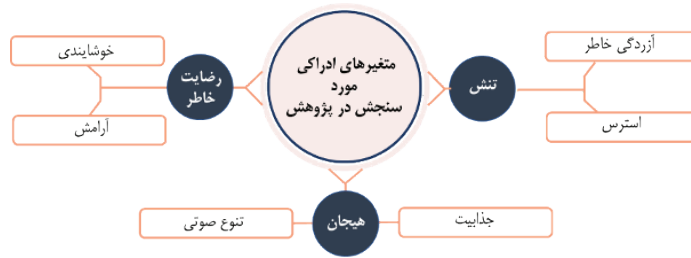 متغیرهای ادراکی
مورد
سنجش در پژوهش
تنش
آزردگی خاطر
استرس
رضایت
خاطر
خوشایندی
آرامش
هیجان
جذابیت
تنوع صوتی